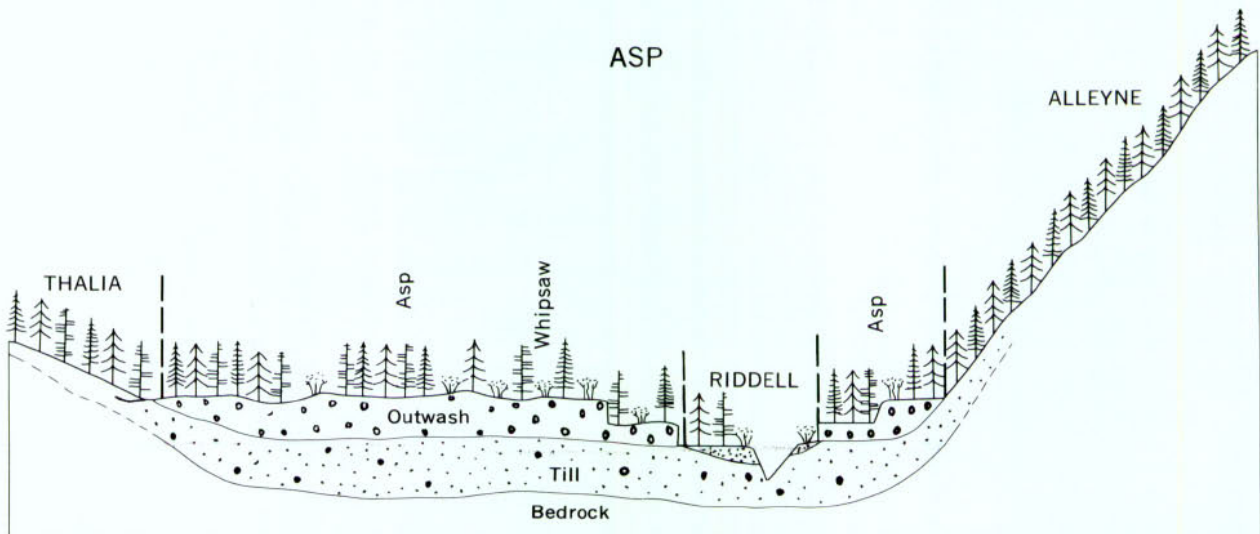 ASP
ALLEYNE
THALIA
Asp
Whipsaw
Asp
RIDDELL
Outwash
Till
Bedrock